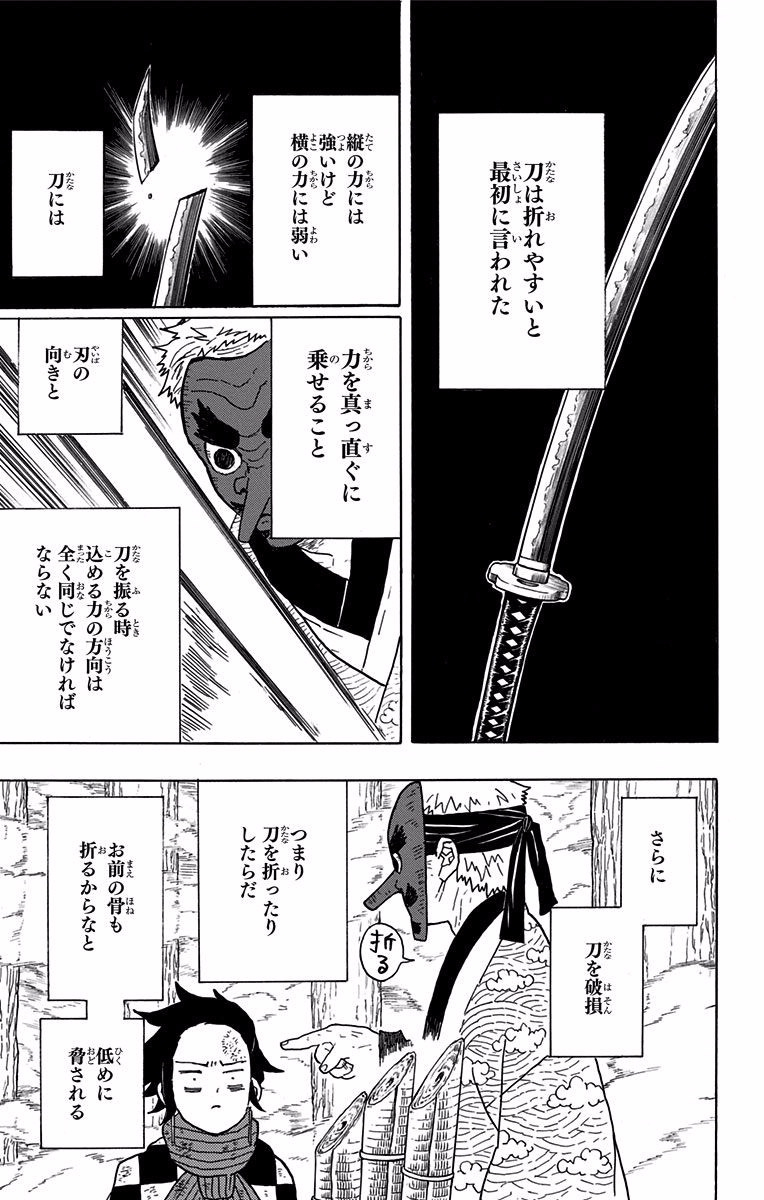 刀は折れやすいと
最初に言われた
縦の力には
強いけど
横の力には弱い
刀には
力を真っ直ぐに
乗せること
刃の
向きと
刀を振る時
込める力の方向は
全く同じでなければ
ならない
さらに
刀を破損
つまり
刀を折ったり
したらだ
折る
お前の骨も
折るからなと
低めに
脅される